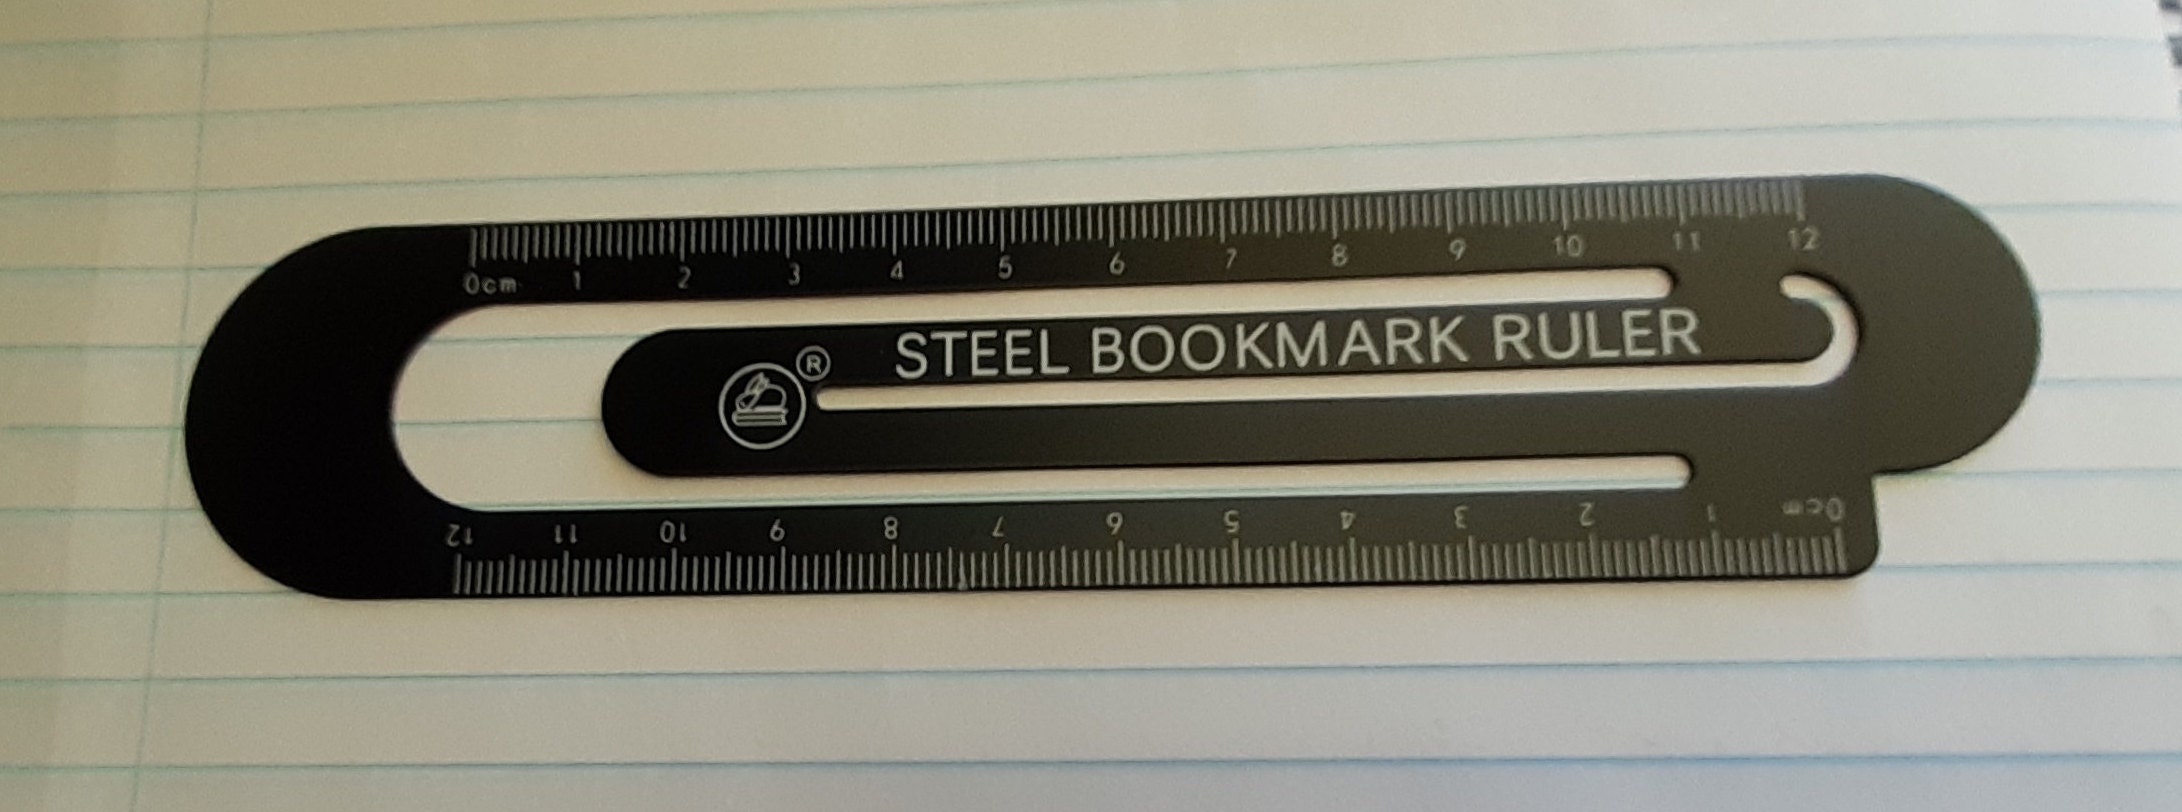 0cm 1 2 3 4 5 6 7 8 9 10 11 12
STEEL BOOKMARK RULER
®
12 11 10 9 8 7 6 5 4 3 2 1 0cm